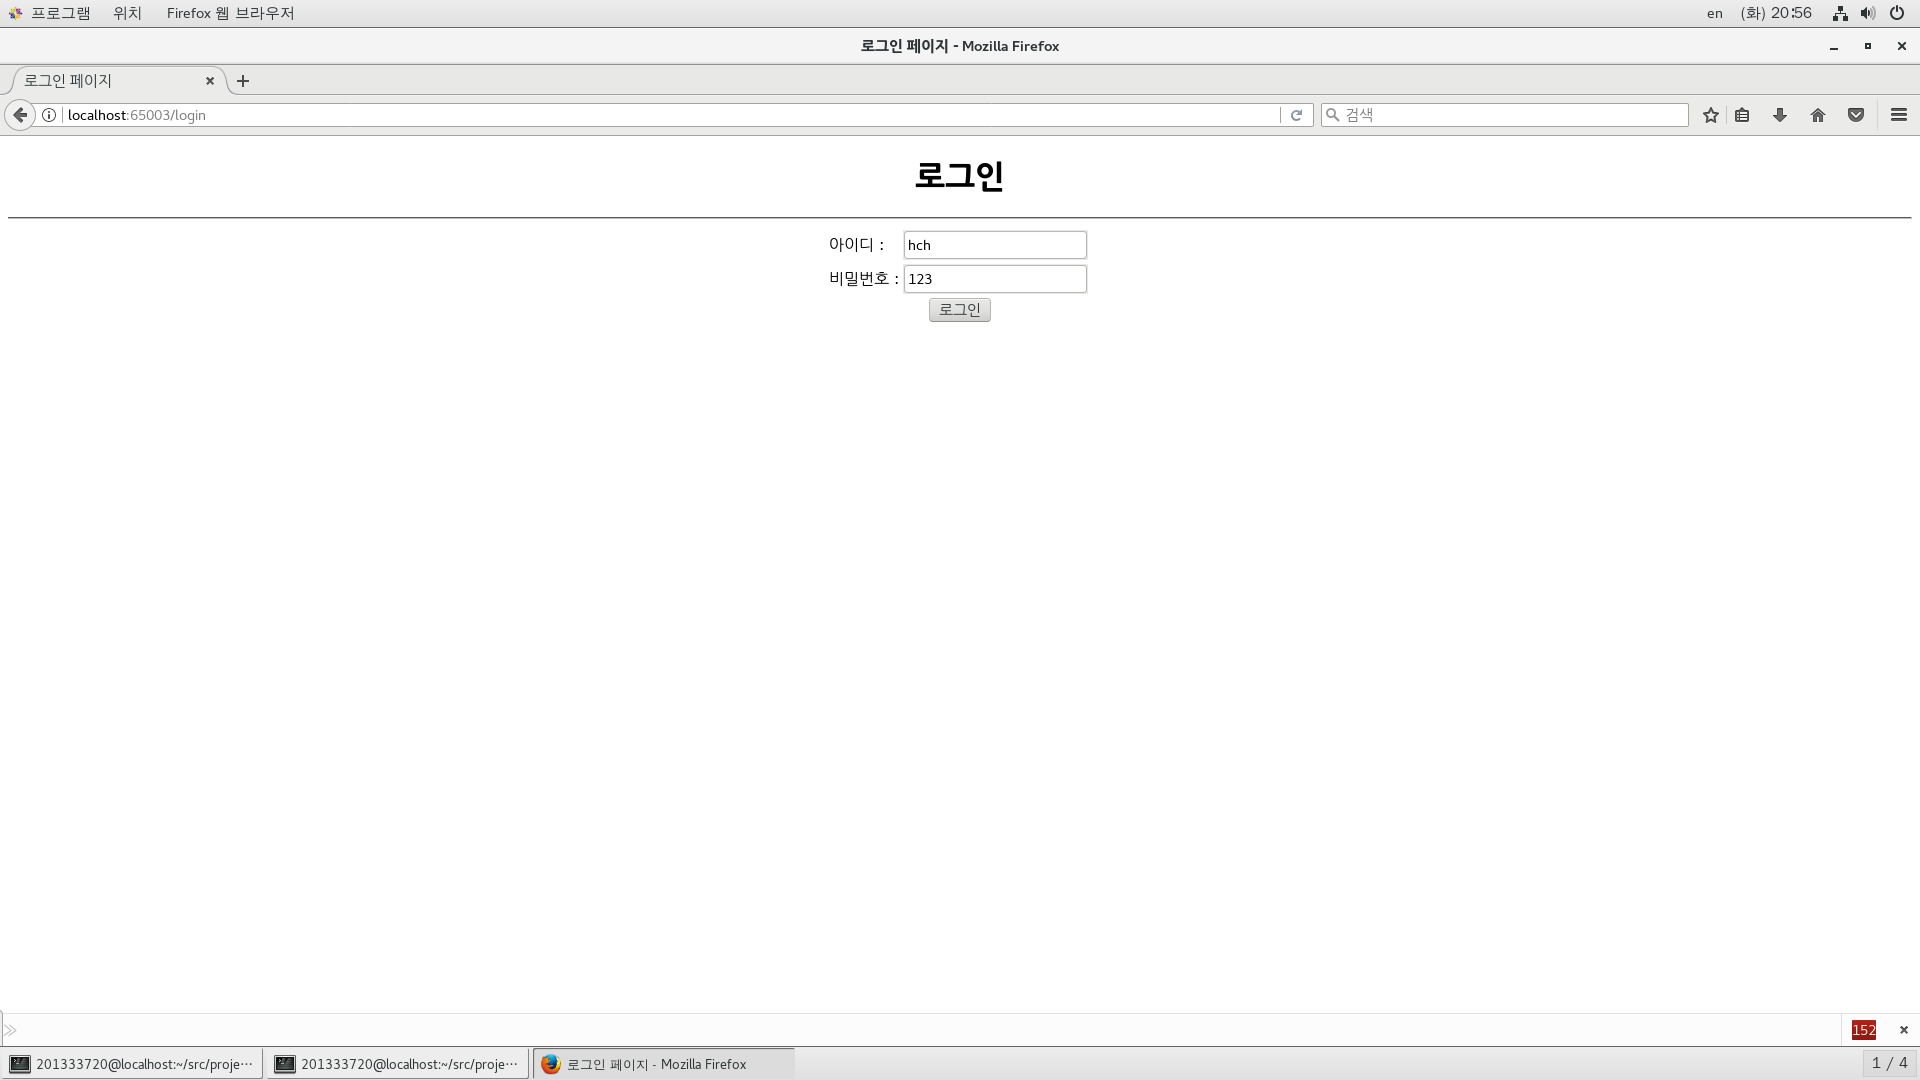 프로그램 위치 Firefox 웹 브라우저 en (화) 20:56
로그인 페이지 - Mozilla Firefox
로그인 페이지
localhost:65003/login 검색
로그인
아이디 : hch
비밀번호 : 123
로그인
152
201333720@localhost:~/src/proje⋯ 201333720@localhost:~/src/proje⋯ 로그인 페이지 - Mozilla Firefox 1 / 4